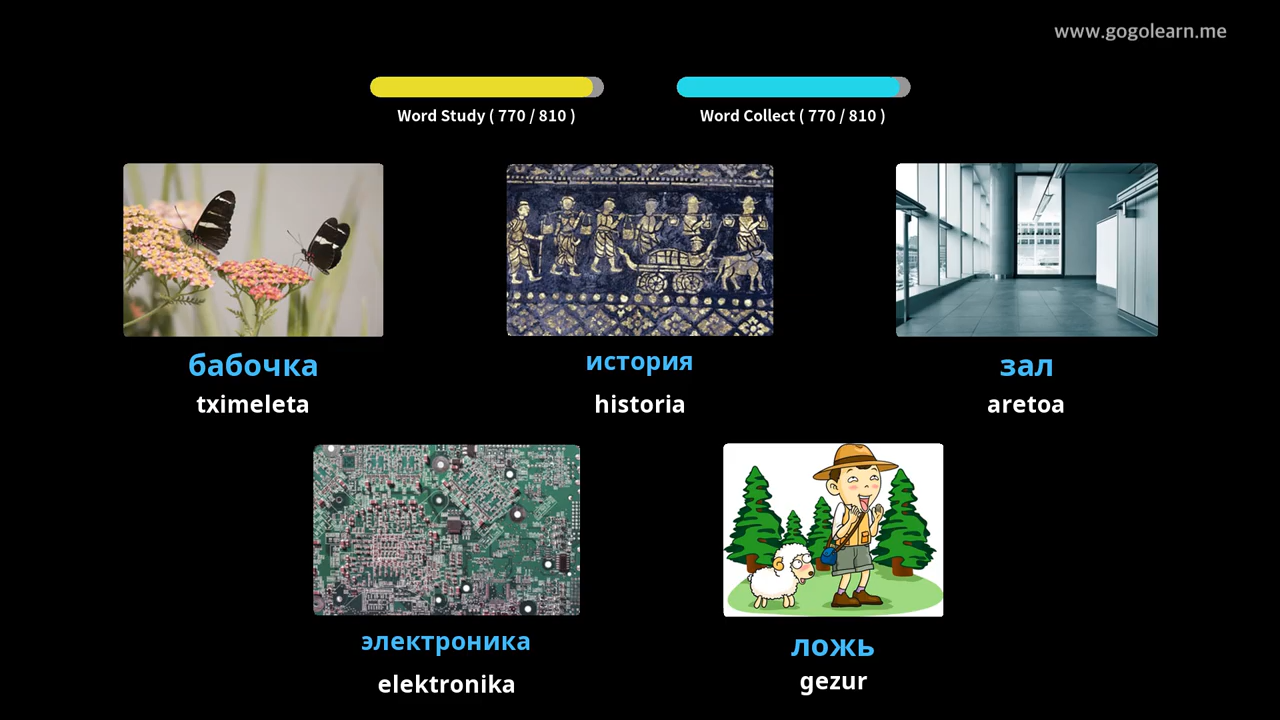 www.gogolearn.me
Word Study ( 770 / 810 )
Word Collect ( 770 / 810 )
бабочка
tximeleta
история
historia
зал
aretoa
электроника
elektronika
ложь
gezur